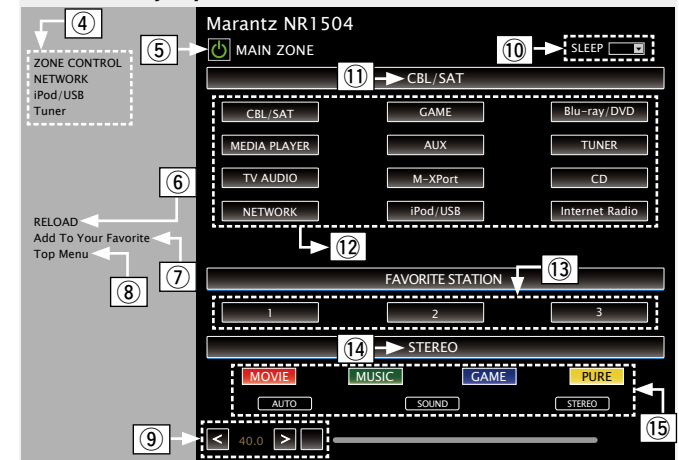 Marantz NR1504
④
⑤ MAIN ZONE ⑩ SLEEP
ZONE CONTROL
NETWORK
iPod/USB
Tuner
⑪ CBL/SAT
CBL/SAT GAME Blu-ray/DVD
MEDIA PLAYER AUX TUNER
TV AUDIO M-XPort CD
NETWORK iPod/USB Internet Radio
⑥
RELOAD
Add To Your Favorite
Top Menu
⑦
⑧
⑫
⑬
FAVORITE STATION
1 2 3
⑭ STEREO
MOVIE MUSIC GAME PURE
AUTO SOUND STEREO
⑮
⑨ < 40.0 >